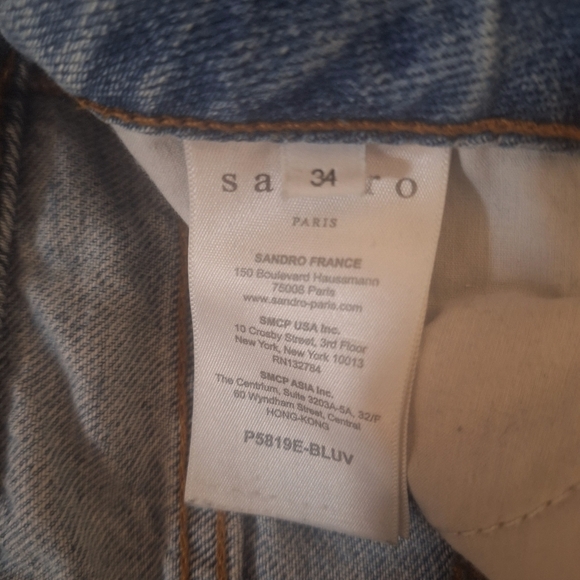 sa ro
34
PARIS
SANDRO FRANCE
150 Boulevard Haussmann
75008 Paris
www.sandro-paris.com
SMCP USA Inc.
10 Crosby Street, 3rd Floor
New York, New York 10013
RN132784
SMCP ASIA Inc.
The Centrium, Suite 3203A-5A, 32/F
60 Wyndham Street, Central
HONG-KONG
P5819E-BLUV